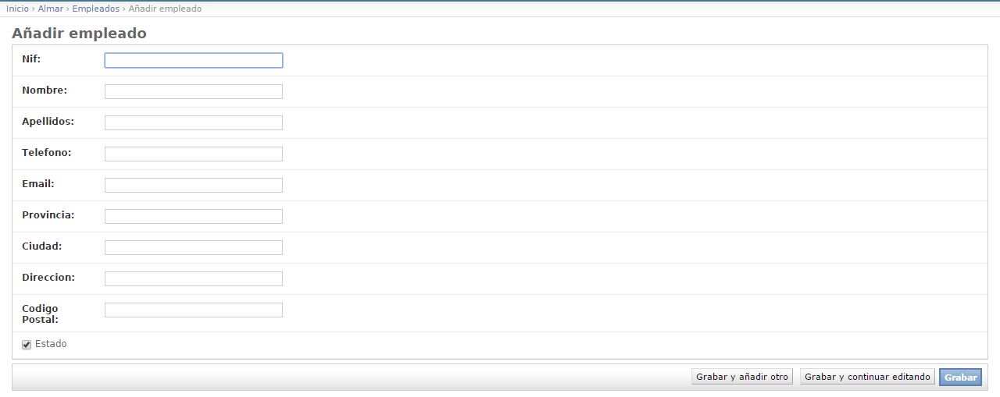 Inicio › Almar › Empleados › Añadir empleado
Añadir empleado
Nif:
Nombre:
Apellidos:
Telefono:
Email:
Provincia:
Ciudad:
Direccion:
Codigo
Postal:
Estado
Grabar y añadir otro Grabar y continuar editando Grabar